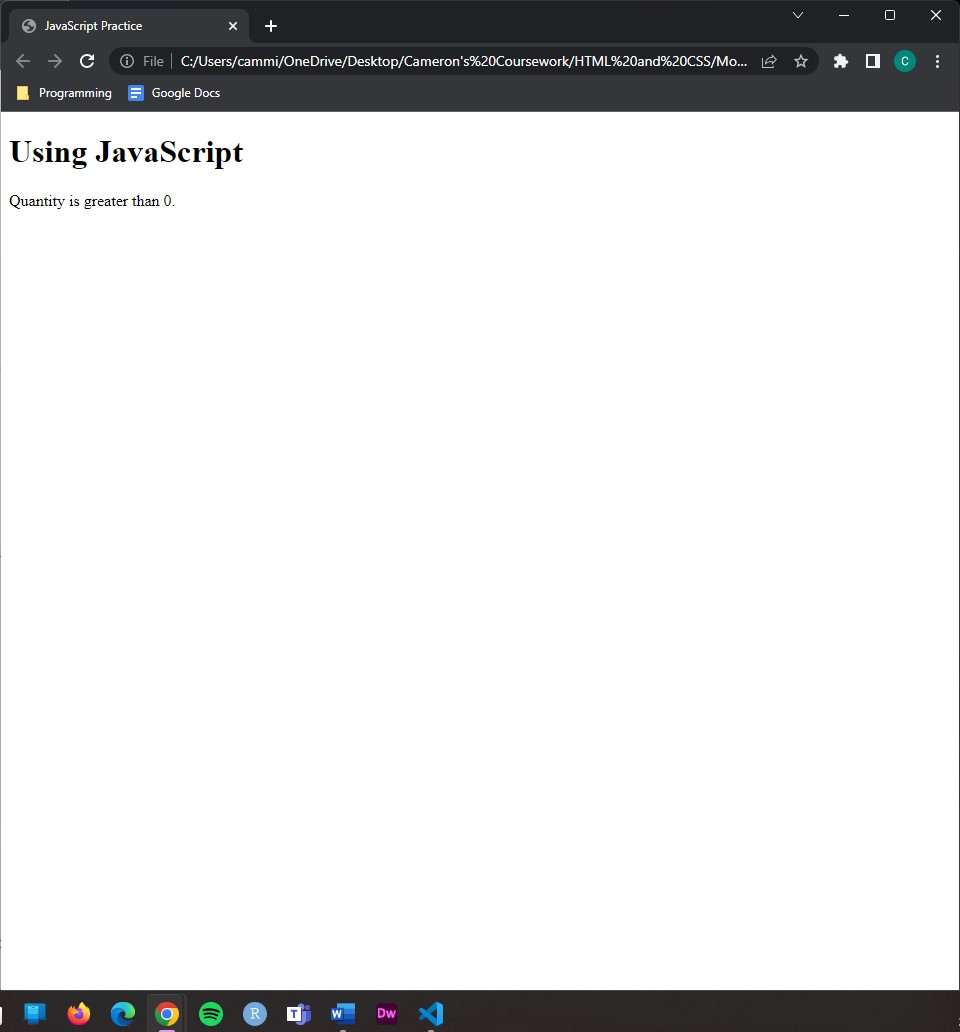 JavaScript Practice
File
C:/Users/cammi/OneDrive/Desktop/Cameron's%20Coursework/HTML%20and%20CSS/Mo...
C
Programming
Google Docs
Using JavaScript
Quantity is greater than 0.
R
T
W
Dw